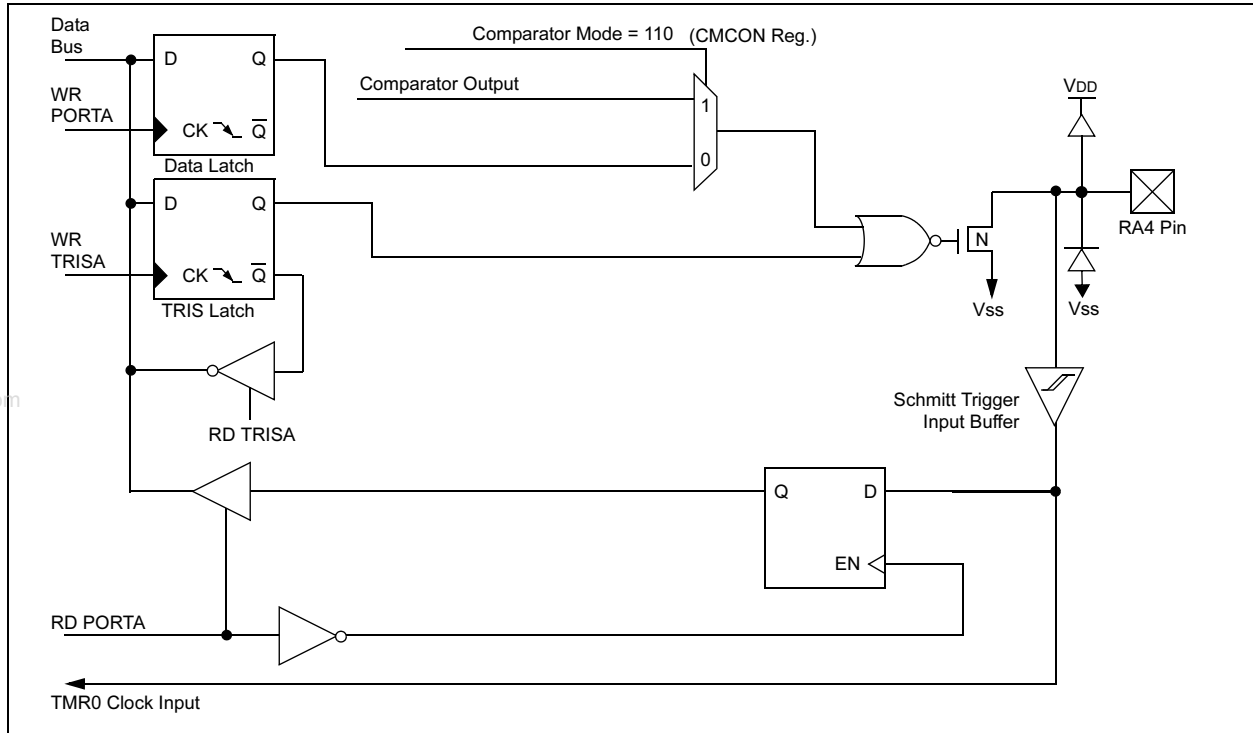 Data
Bus
Comparator Mode = 110 (CMCON Reg.)
D Q
Comparator Output
VDD
WR
PORTA
1
CK Q
Data Latch
0
D Q
RA4 Pin
N
WR
TRISA
CK Q
TRIS Latch
Vss
Vss
Schmitt Trigger
Input Buffer
om
RD TRISA
Q D
EN
RD PORTA
TMR0 Clock Input